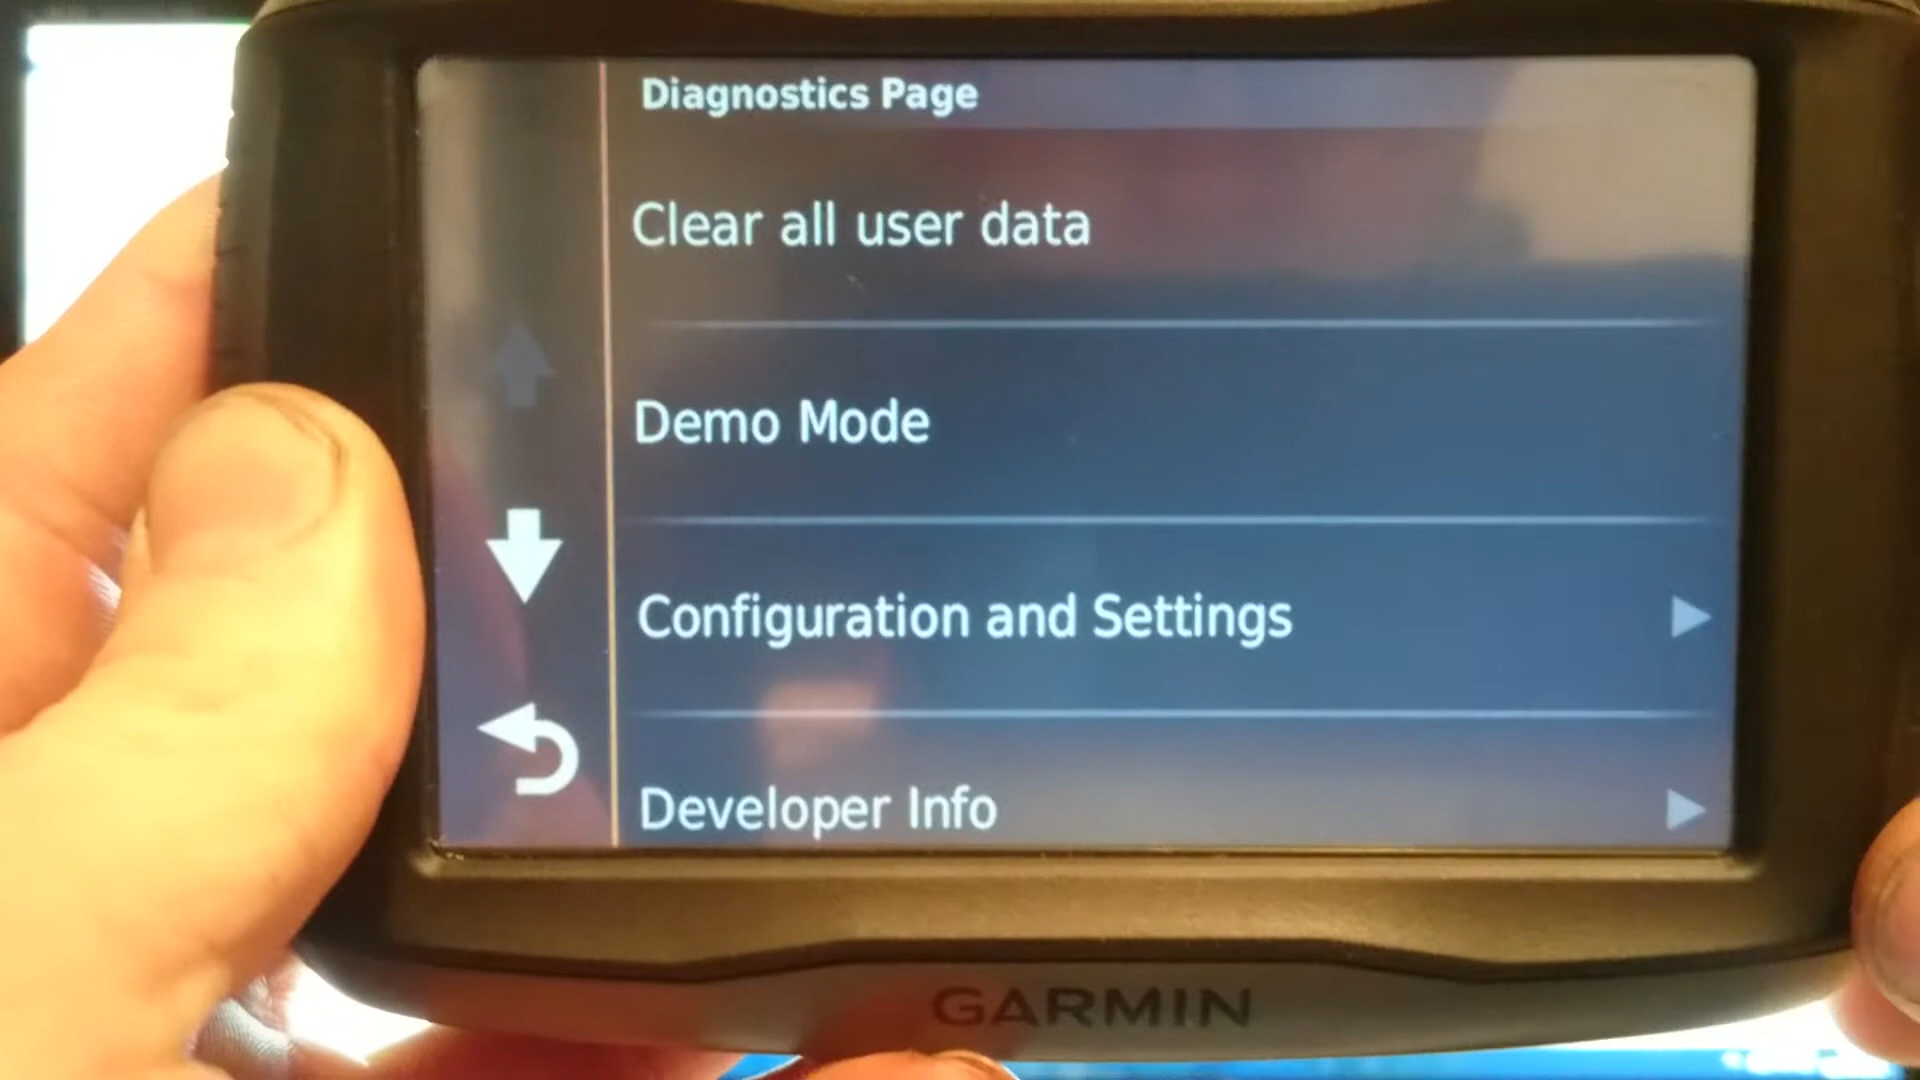 Diagnostics Page
Clear all user data
Demo Mode
Configuration and Settings
Developer Info
GARMIN